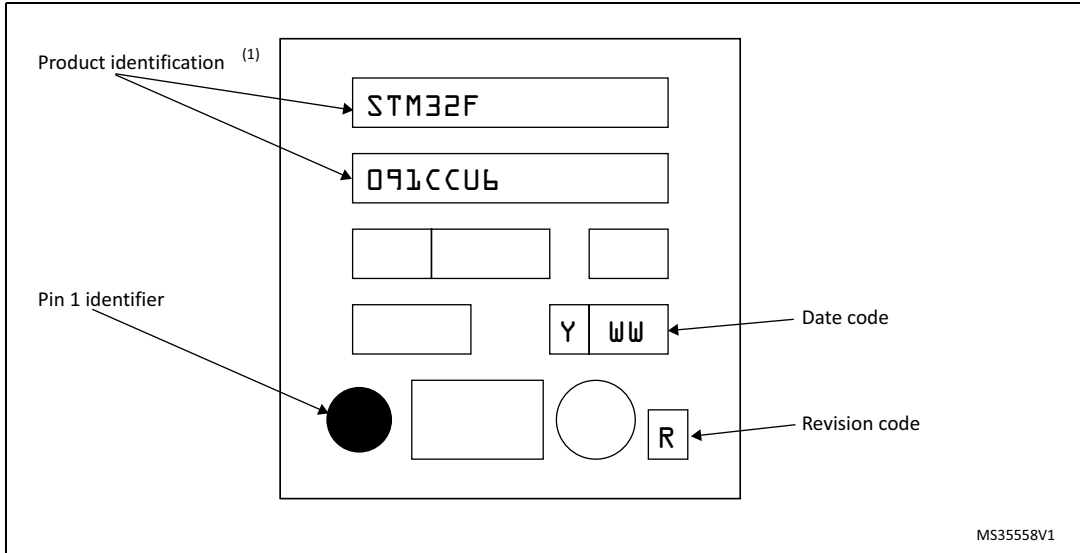 Product identification (1)
STM32F
091CCU6
Pin 1 identifier
Y WW
Date code
R
Revision code
MS35558V1